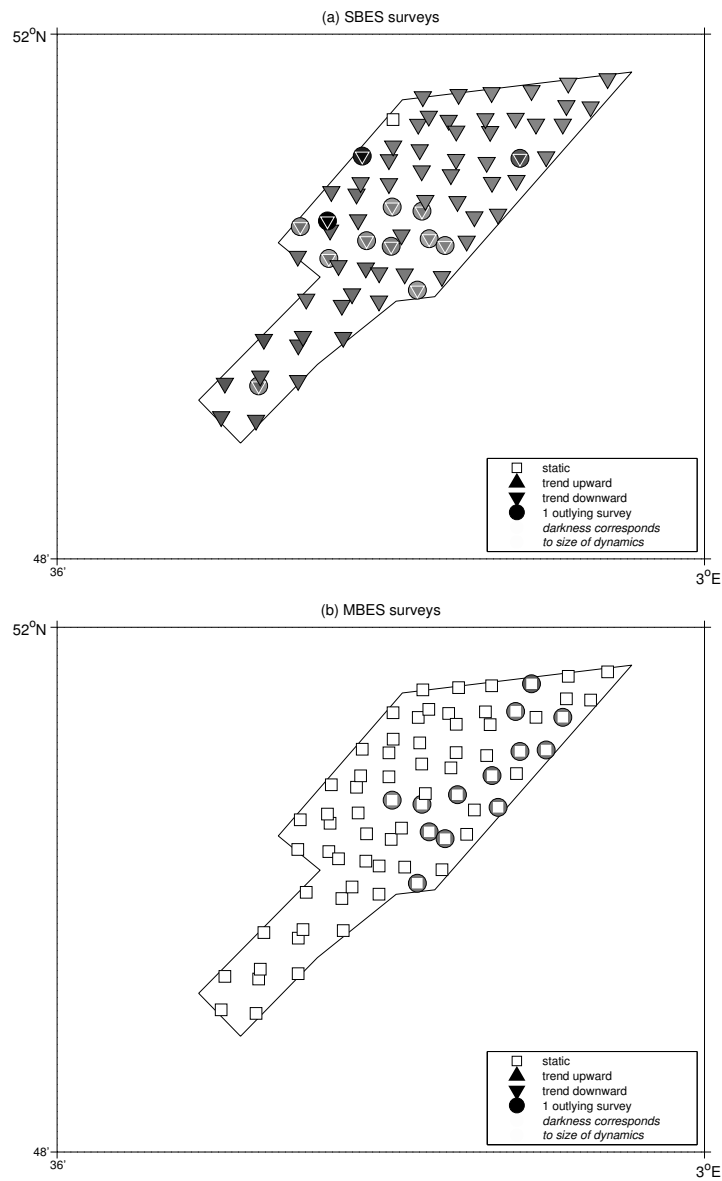 (a) SBES surveys
52°N
static
trend upward
trend downward
1 outlying survey
darkness corresponds
to size of dynamics
48'
36'
3°E
(b) MBES surveys
52°N
static
trend upward
trend downward
1 outlying survey
darkness corresponds
to size of dynamics
48'
36'
3°E